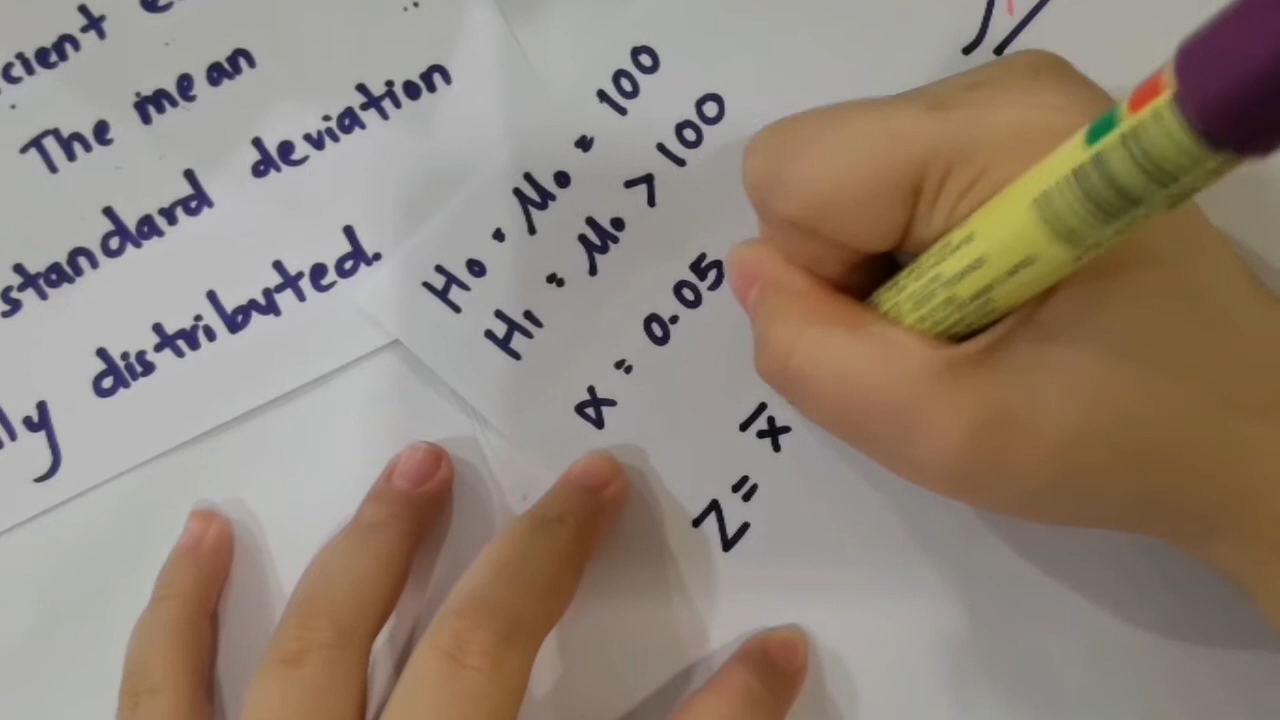 The mean
standard deviation
distributed.
H0 : μ0 = 100
H1 : μ0 > 100
α = 0.05
Z = x̄